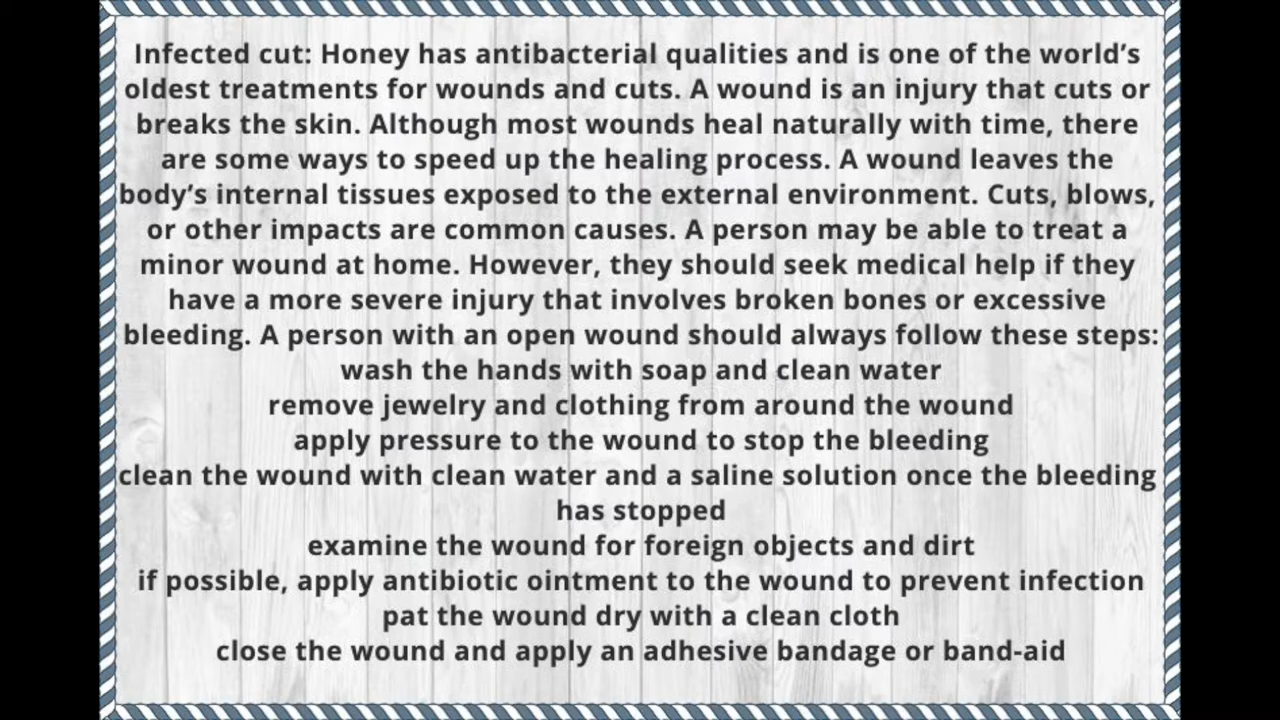 Infected cut: Honey has antibacterial qualities and is one of the world’s
oldest treatments for wounds and cuts. A wound is an injury that cuts or
breaks the skin. Although most wounds heal naturally with time, there
are some ways to speed up the healing process. A wound leaves the
body’s internal tissues exposed to the external environment. Cuts, blows,
or other impacts are common causes. A person may be able to treat a
minor wound at home. However, they should seek medical help if they
have a more severe injury that involves broken bones or excessive
bleeding. A person with an open wound should always follow these steps:
wash the hands with soap and clean water
remove jewelry and clothing from around the wound
apply pressure to the wound to stop the bleeding
clean the wound with clean water and a saline solution once the bleeding
has stopped
examine the wound for foreign objects and dirt
if possible, apply antibiotic ointment to the wound to prevent infection
pat the wound dry with a clean cloth
close the wound and apply an adhesive bandage or band-aid